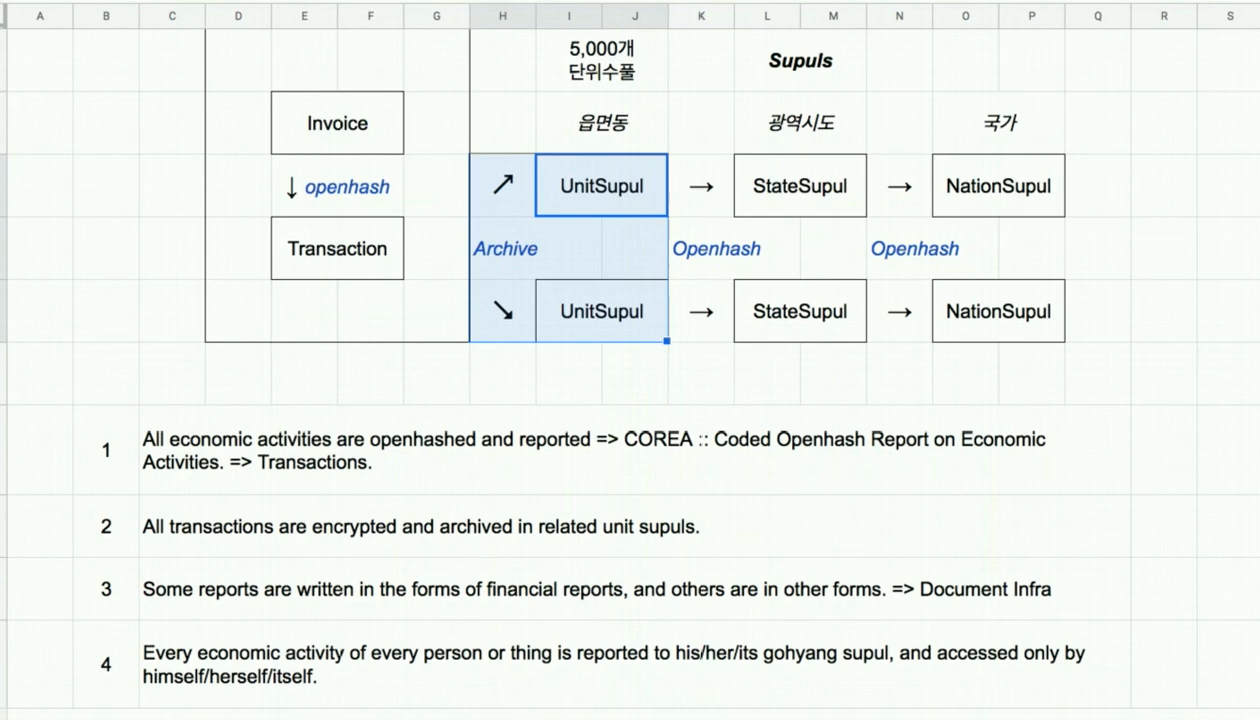 A B C D E F G H I J K L M N O P Q R S
5,000개
단위수풀
Supuls
Invoice
읍면동
광역시도
국가
↓ openhash
↗
UnitSupul
→
StateSupul
→
NationSupul
Transaction
Archive
Openhash
Openhash
↘
UnitSupul
→
StateSupul
→
NationSupul
1
All economic activities are openhashed and reported => COREA :: Coded Openhash Report on Economic
Activities. => Transactions.
2
All transactions are encrypted and archived in related unit supuls.
3
Some reports are written in the forms of financial reports, and others are in other forms. => Document Infra
4
Every economic activity of every person or thing is reported to his/her/its gohyang supul, and accessed only by
himself/herself/itself.